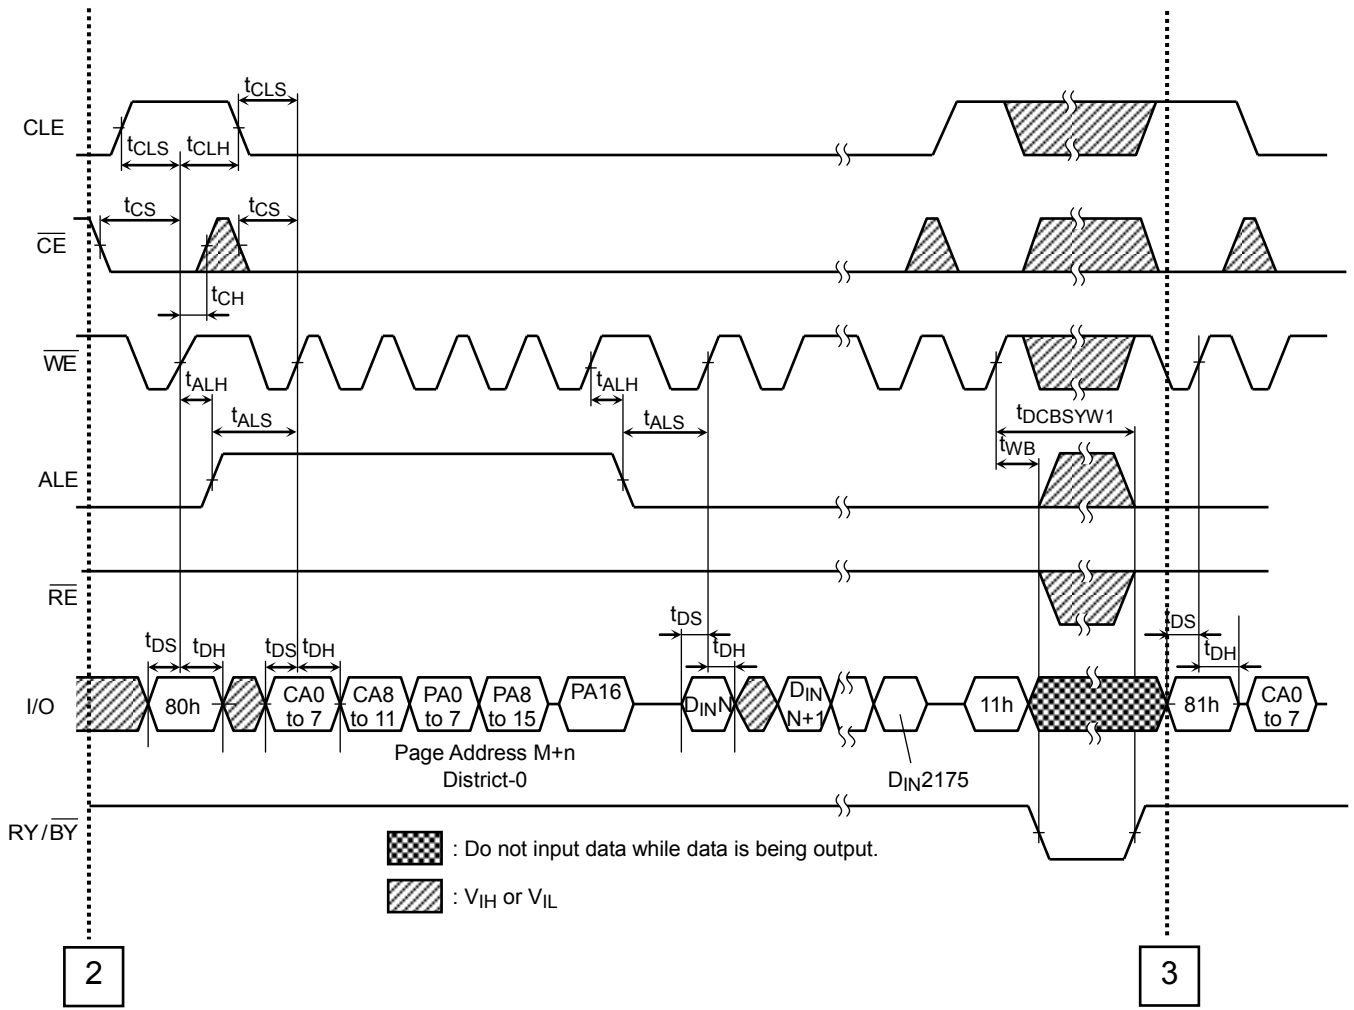 tCLS
CLE
tCLS
tCLH
tCS
tCS
CE
tCH
WE
tALH
tALH
tALS
tALS
tDCBSYW1
tWB
ALE
RE
tDS
tDH
tDS
tDH
tDS
tDH
DS
tDH
I/O
80h
CA0
to 7
CA8
to 11
PA0
to 7
PA8
to 15
PA16
DINN
DIN
N+1
11h
81h
CA0
to 7
Page Address M+n
District-0
DIN2175
RY/BY
: Do not input data while data is being output.
: VIH or VIL
2
3